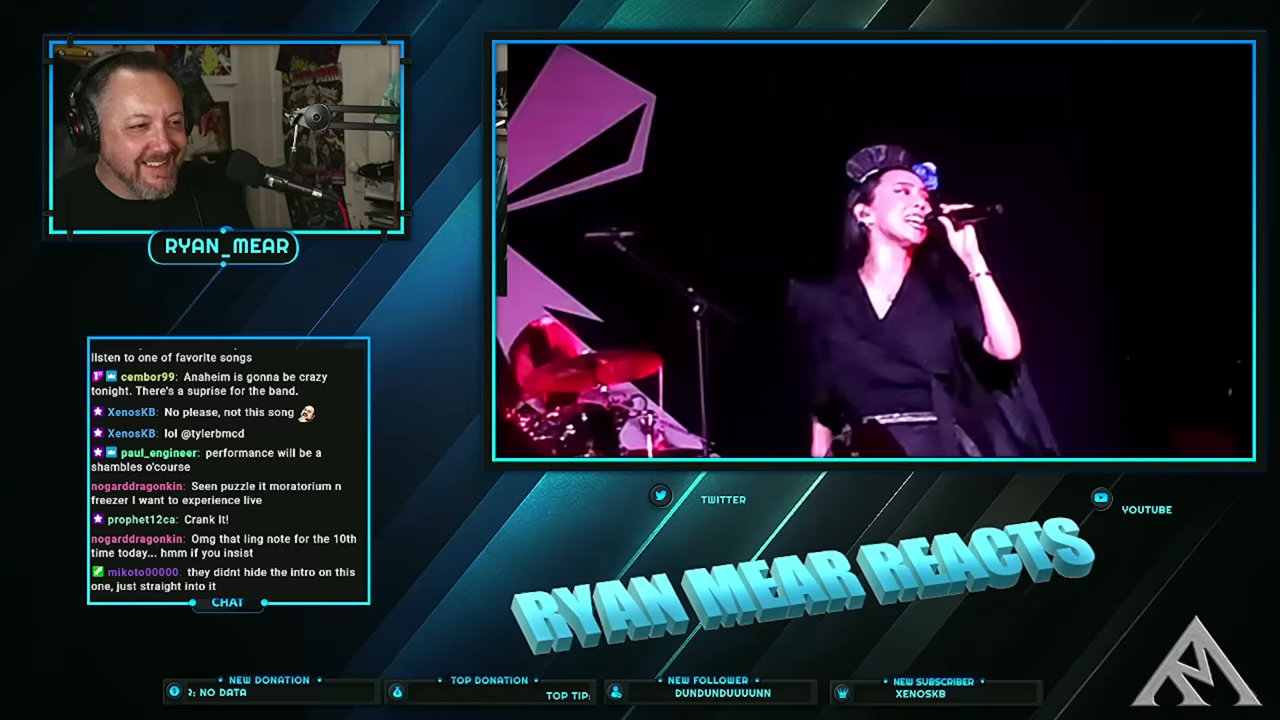 RYAN_MEAR
listen to one of favorite songs
cembor99: Anaheim is gonna be crazy
tonight. There's a suprise for the band.
XenosKB: No please, not this song
XenosKB: lol @tylerbmcd
paul_engineer: performance will be a
shambles o'course
nogarddragonkin: Seen puzzle it moratorium n
freezer I want to experience live
prophet12ca: Crank It!
nogarddragonkin: Omg that ling note for the 10th
time today... hmm if you insist
mikoto00000: they didnt hide the intro on this
one, just straight into it
CHAT
TWITTER
YOUTUBE
RYAN MEAR REACTS
NEW DONATION
: NO DATA
TOP DONATION
TOP TIP:
NEW FOLLOWER
DUNDUNDUUUUNN
NEW SUBSCRIBER
XENOSKB